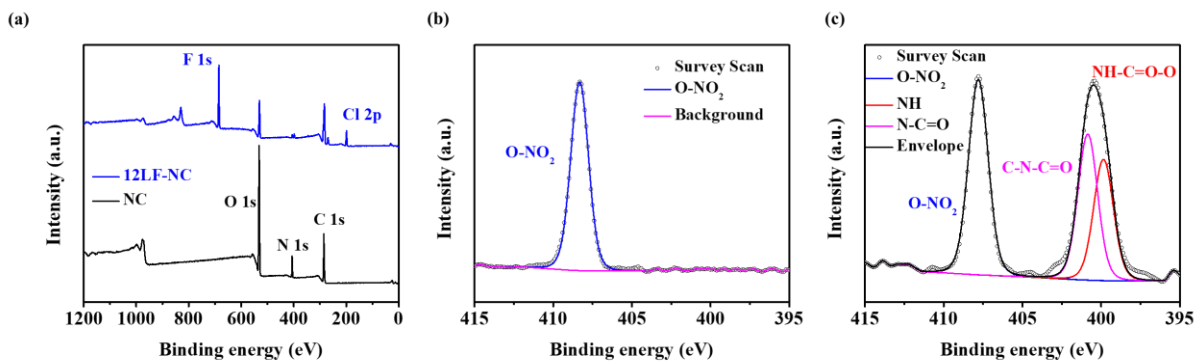 (a)
F 1s
Cl 2p
12LF-NC
NC
O 1s
N 1s
C 1s
Intensity (a.u.)
1200 1000 800 600 400 200 0
Binding energy (eV)
(b)
Survey Scan
O-NO₂
Background
O-NO₂
Intensity (a.u.)
415 410 405 400 395
Binding energy (eV)
(c)
Survey Scan
O-NO₂
NH
N-C=O
Envelope
NH-C=O-O
C-N-C=O
O-NO₂
Intensity (a.u.)
415 410 405 400 395
Binding energy (eV)